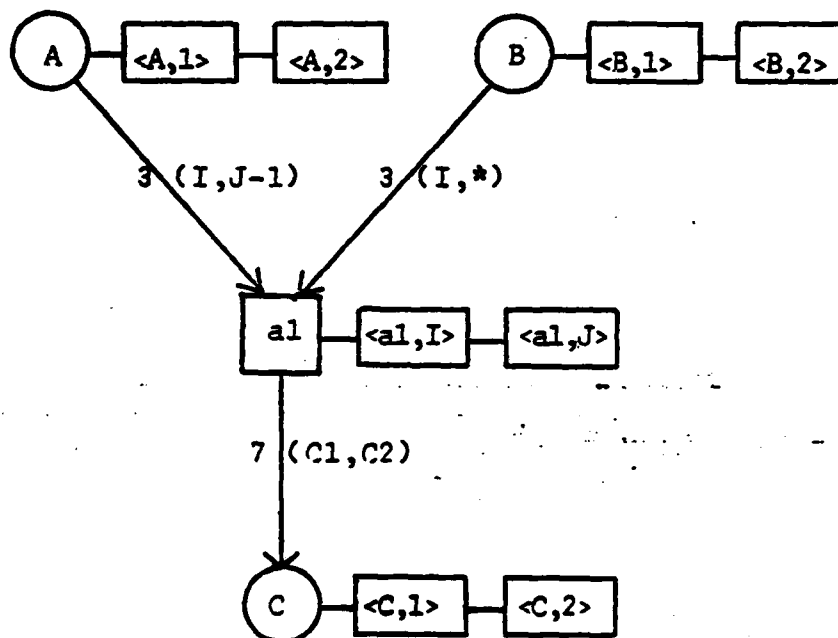 A <A,1> <A,2> B <B,1> <B,2>
3 (I,J-1) 3 (I,*)
a1 <a1,I> <a1,J>
7 (C1,C2)
C <C,1> <C,2>